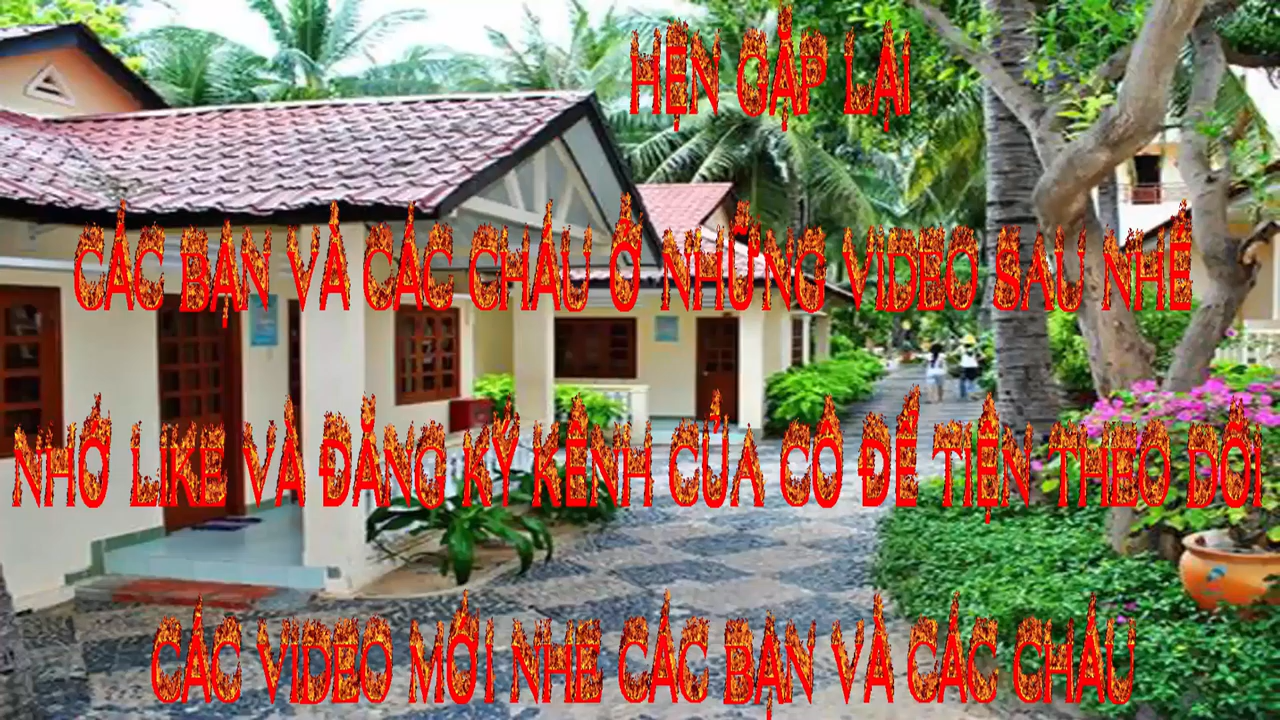 HẸN GẶP LẠI
CÁC BẠN VÀ CÁC CHÁU Ở NHỮNG VIDEO SAU NHÉ
NHỚ LIKE VÀ ĐĂNG KÝ KÊNH CỦA CÔ ĐỂ TIỆN THEO DÕI
CÁC VIDEO MỚI NHE CÁC BẠN VÀ CÁC CHÁU